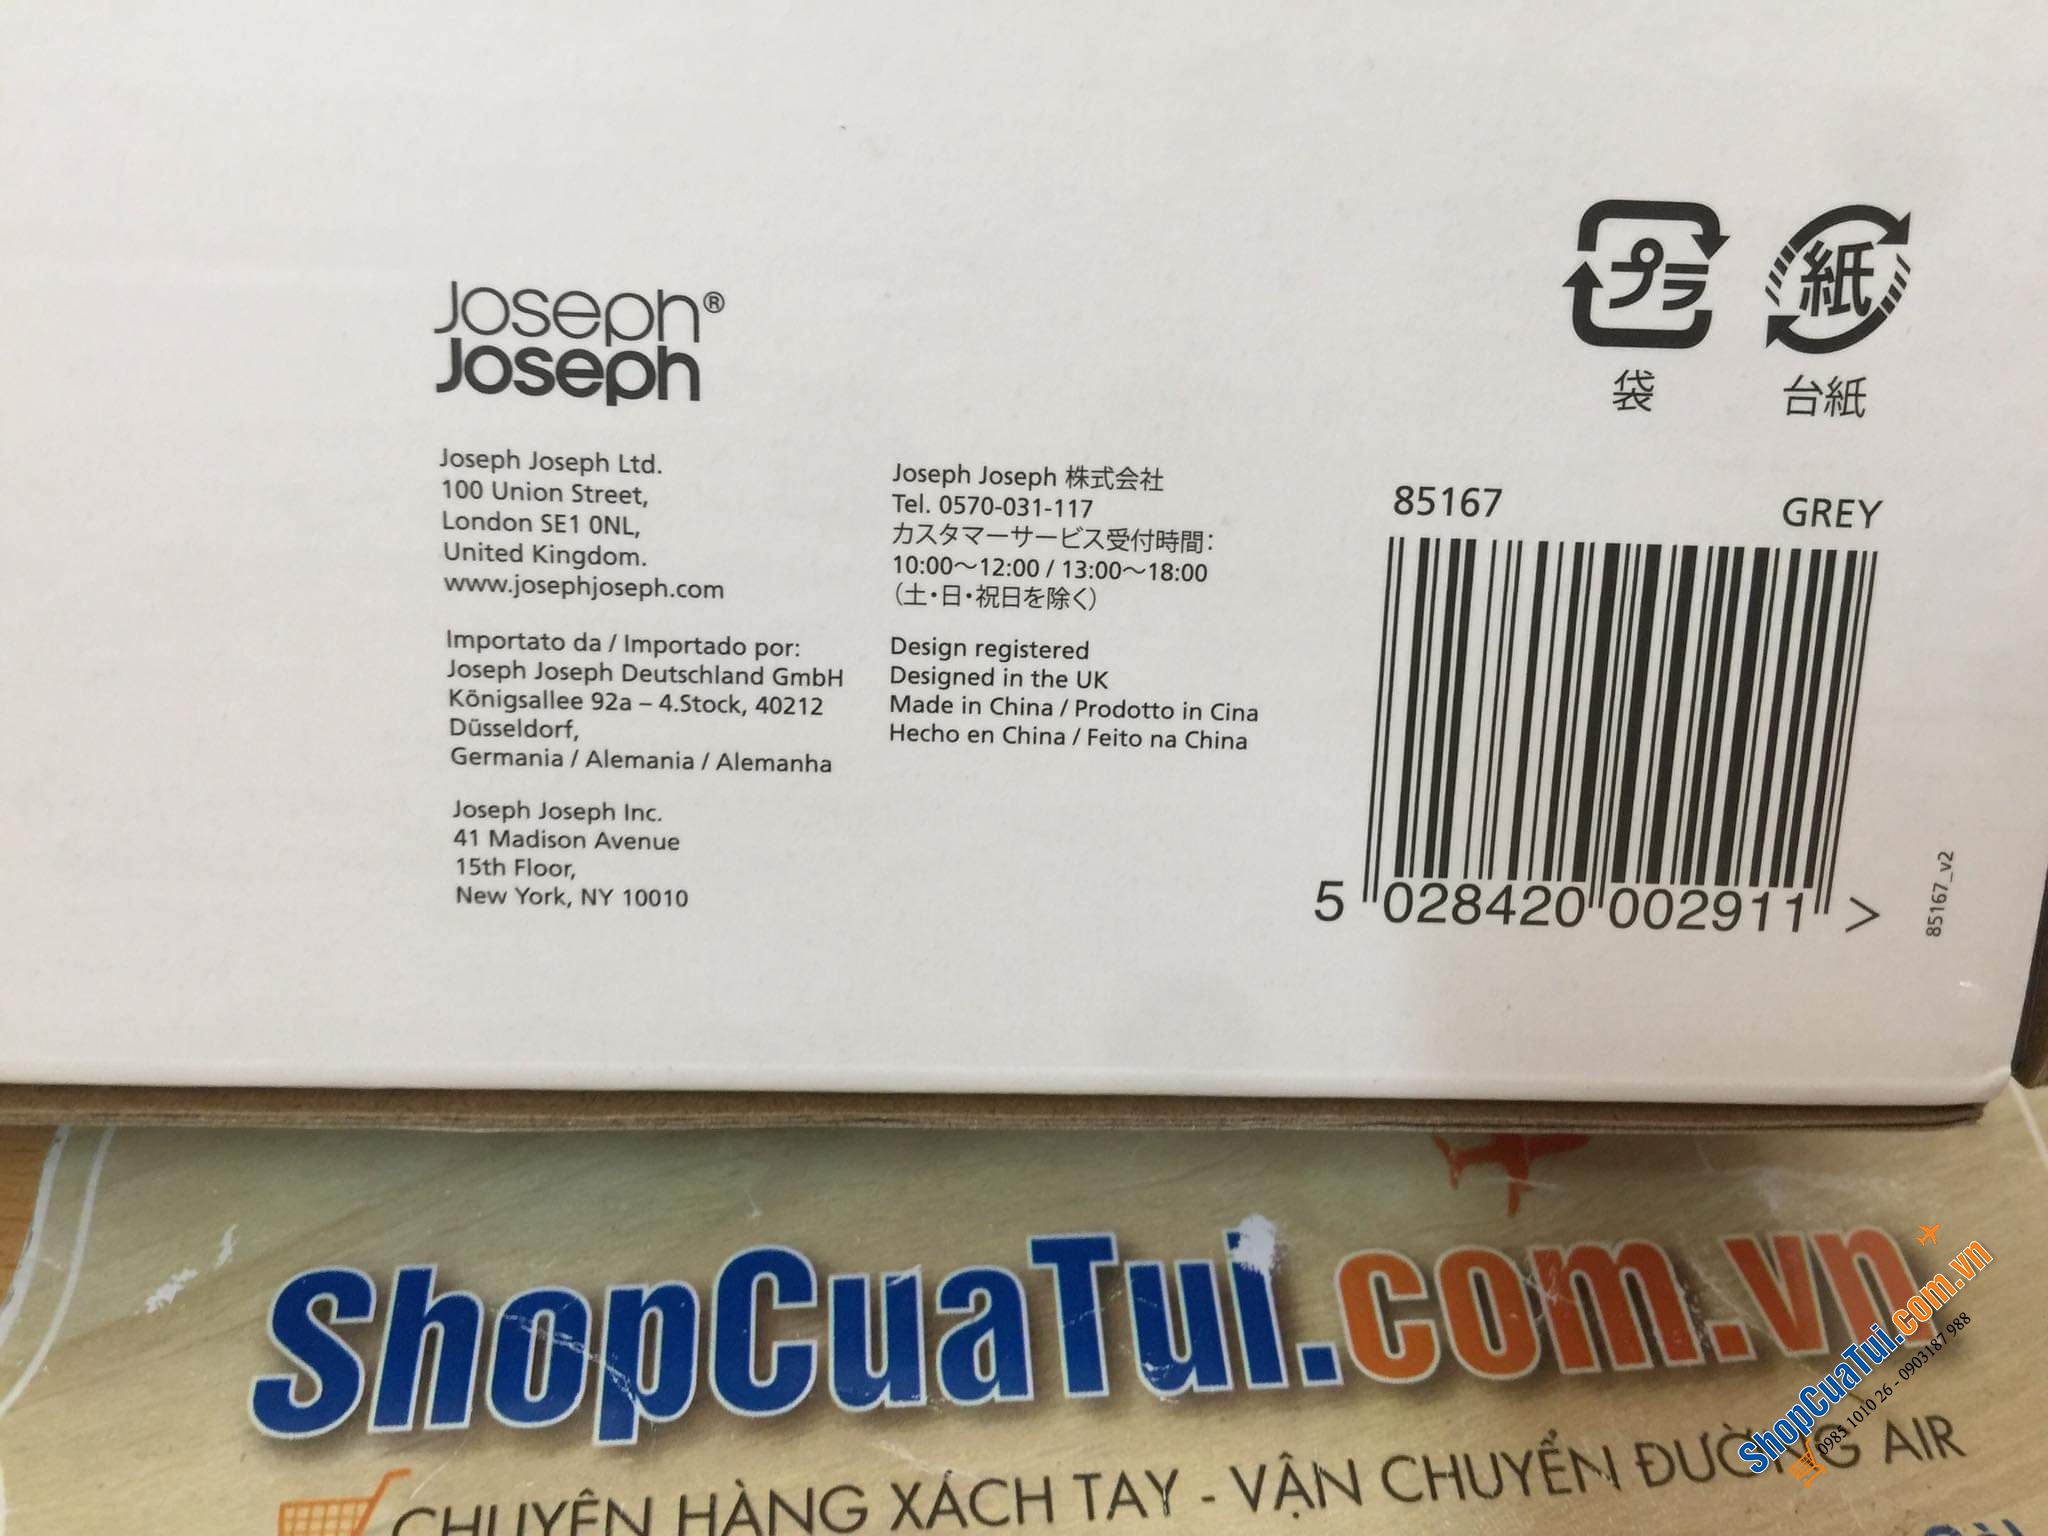 Joseph®
Joseph
Joseph Joseph Ltd.
100 Union Street,
London SE1 0NL,
United Kingdom.
www.josephjoseph.com
Importato da / Importado por:
Joseph Joseph Deutschland GmbH
Königsallee 92a – 4.Stock, 40212
Düsseldorf,
Germania / Alemania / Alemanha
Joseph Joseph Inc.
41 Madison Avenue
15th Floor,
New York, NY 10010
Joseph Joseph 株式会社
Tel. 0570-031-117
カスタマーサービス受付時間：
10:00〜12:00 / 13:00〜18:00
（土・日・祝日を除く）
Design registered
Designed in the UK
Made in China / Prodotto in Cina
Hecho en China / Feito na China
プラ
紙
袋
台紙
85167
GREY
5 028420 002911 >
85167_v2
ShopCuaTui.com.vn
CHUYÊN HÀNG XÁCH TAY - VẬN CHUYỂN ĐƯỜNG AIR
ShopCuaTui.com.vn
0985 1010 26 - 0903187 988